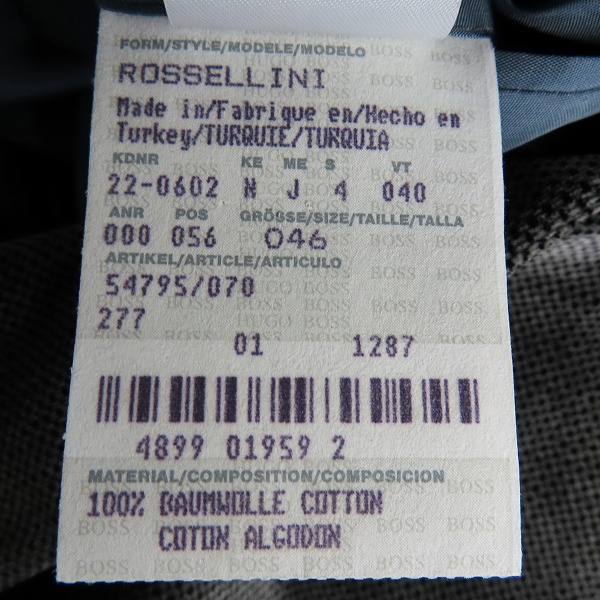 FORM/STYLE/MODELE/MODELO
ROSSELLINI
Made in/Fabrique en/Hecho en
Turkey/TURQUIE/TURQUIA
KDNR KE ME S VT
22-0602 N J 4 040
ANR POS GRÖSSE/SIZE/TAILLE/TALLA
000 056 046
ARTIKEL/ARTICLE/ARTICULO
54795/070
277
01 1287
4899 01959 2
MATERIAL/COMPOSITION/COMPOSICION
100% BAUMWOLLE COTTON
COTON ALGODON
HUGO BOSS